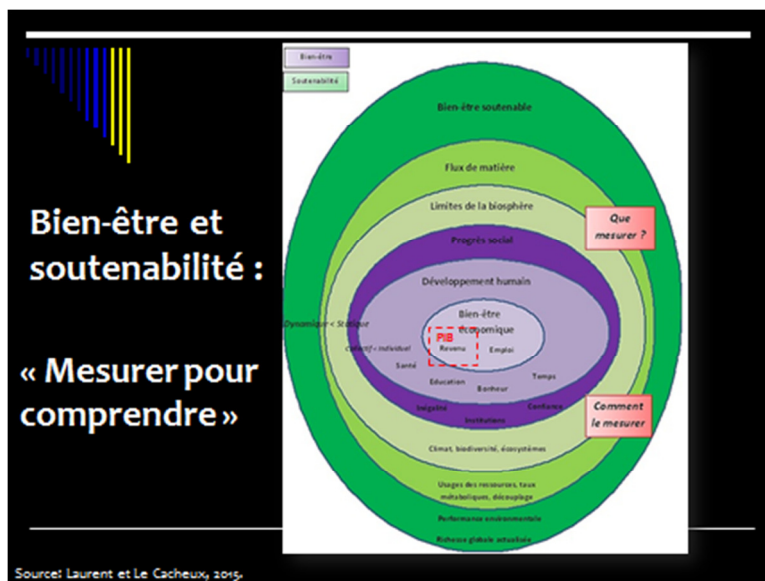 Bien-être
Soutenabilité
Bien-être et
soutenabilité :
« Mesurer pour
comprendre »
Bien-être soutenable
Flux de matière
Limites de la biosphère
Que
mesurer ?
Progrès social
Développement humain
Bien-être
économique
Dynamique < Statique
PIB
Collectif < Individuel
Revenu
Emploi
Santé
Temps
Education
Bonheur
Inégalité
Confiance
Institutions
Comment
le mesurer
Climat, biodiversité, écosystèmes
Usages des ressources, taux
métaboliques, découplage
Performance environnementale
Richesse globale actualisée
Source: Laurent et Le Cacheux, 2015.